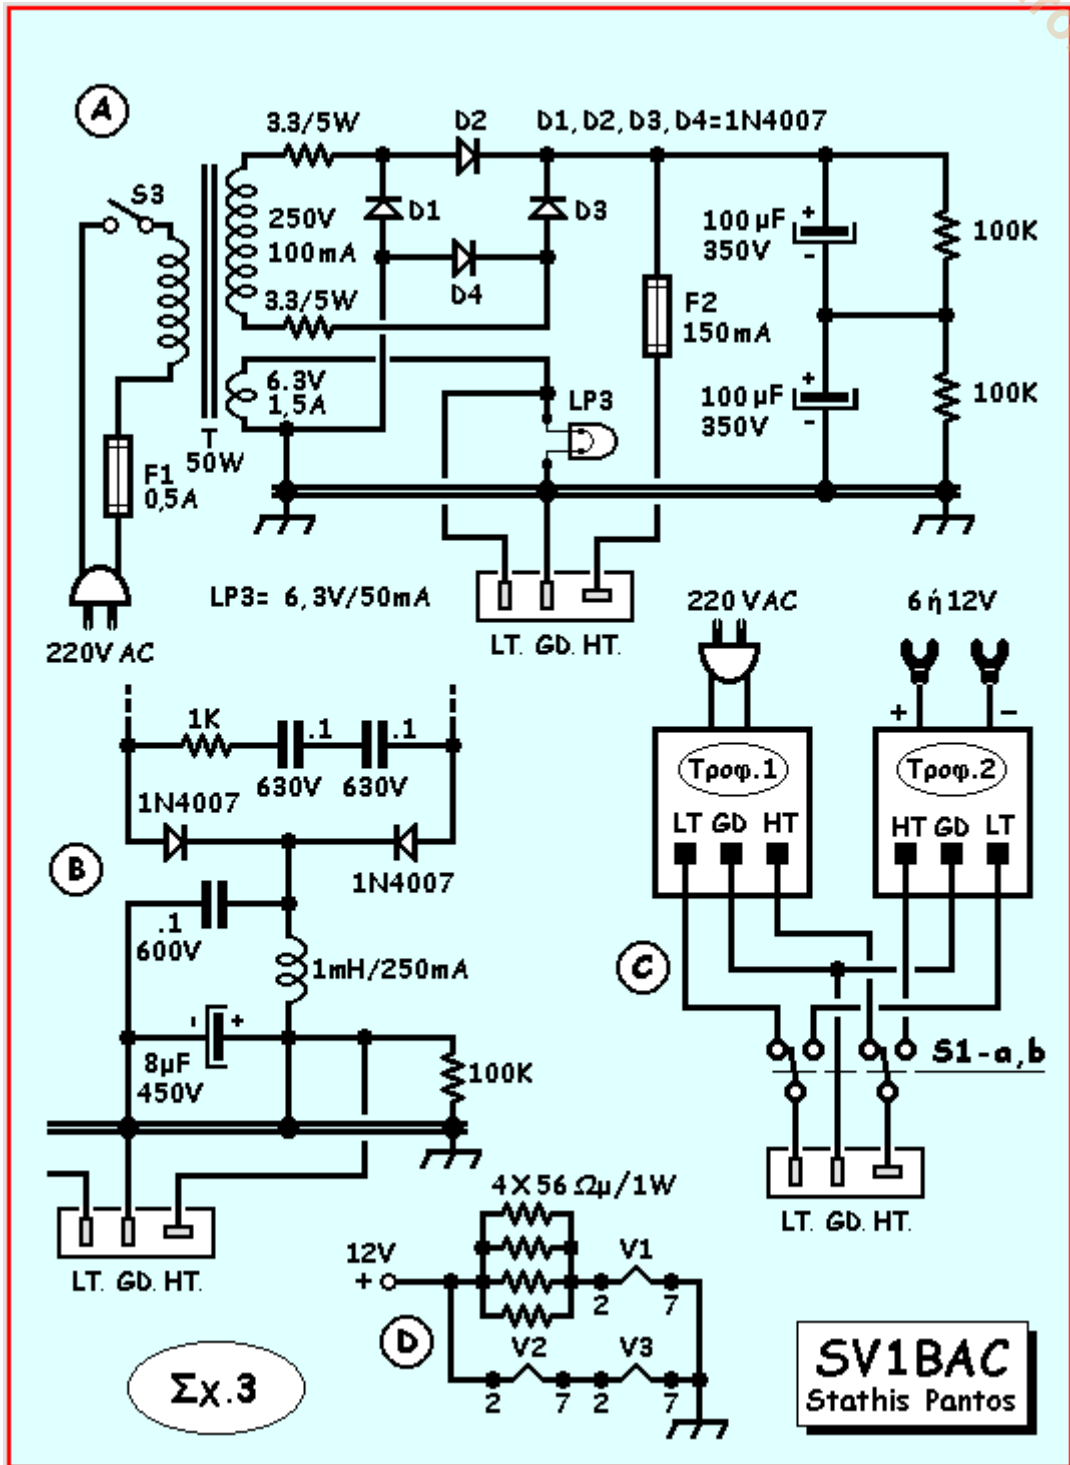 A
3.3/5W
D2
D1, D2, D3, D4=1N4007
S3
250V
100mA
D1
D3
100µF
350V
+
-
100K
D4
3.3/5W
F2
150mA
6.3V
1,5A
LP3
100µF
350V
+
-
100K
T
50W
F1
0,5A
LP3= 6,3V/50mA
220V AC
LT. GD. HT.
220 VAC
6 ή 12V
+
-
Τροφ.1
Τροφ.2
LT GD HT
HT GD LT
C
S1-a,b
LT. GD. HT.
1K
.1
.1
630V
630V
1N4007
1N4007
B
.1
600V
1mH/250mA
-
+
8µF
450V
100K
LT. GD. HT.
4X56 Ωμ/1W
12V
+
V1
2
7
D
V2
V3
2
7
2
7
Σχ.3
SV1BAC
Stathis Pantos